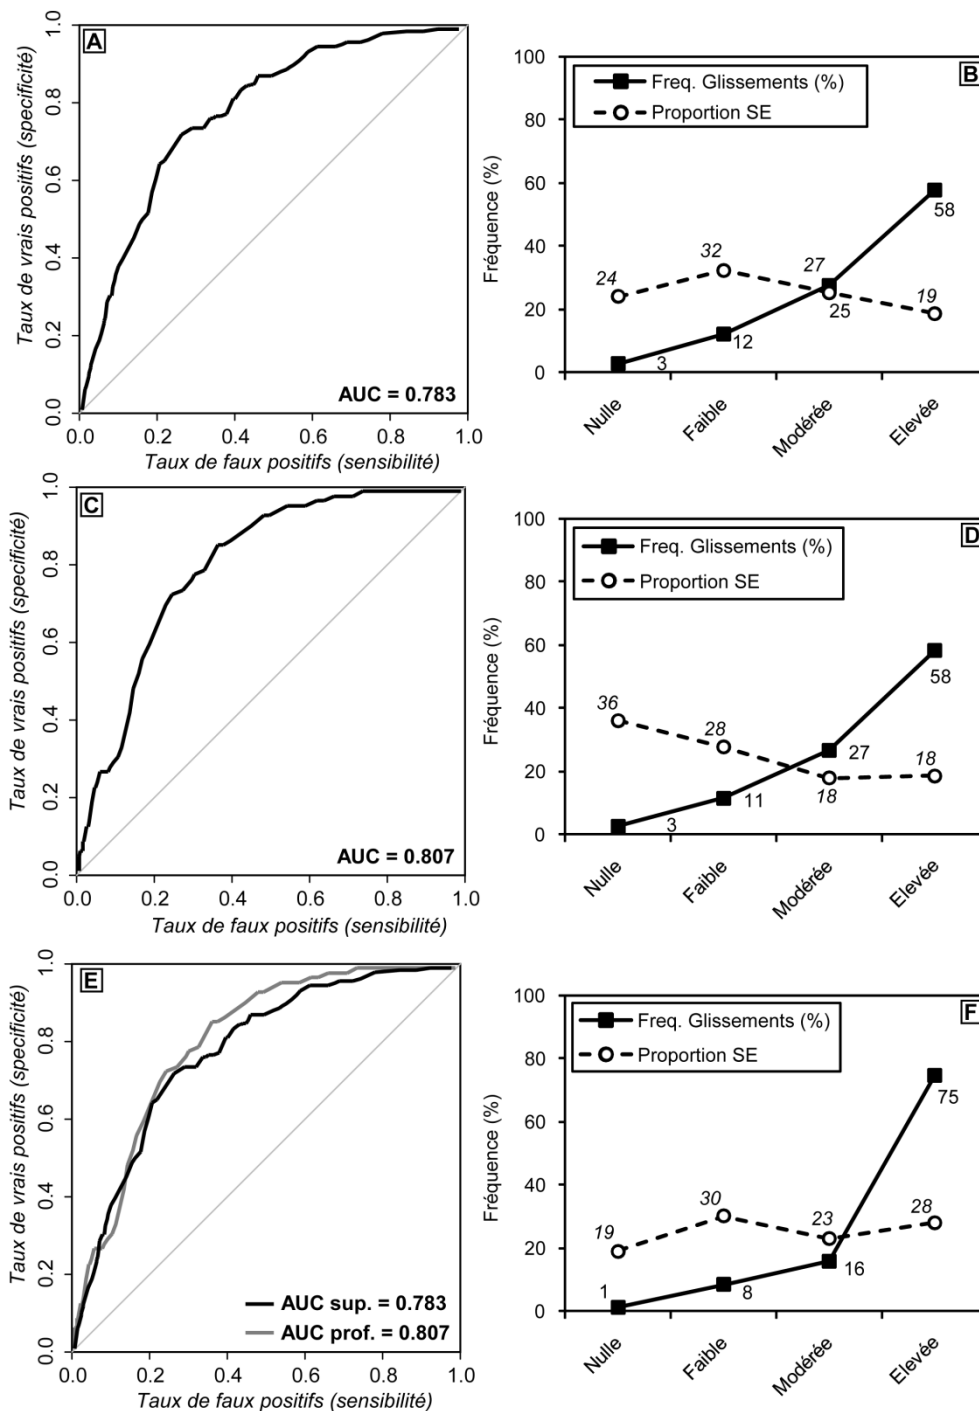 A
Taux de vrais positifs (specificité)
1.0
0.8
0.6
0.4
0.2
0.0
AUC = 0.783
0.0 0.2 0.4 0.6 0.8 1.0
Taux de faux positifs (sensibilité)
B
Freq. Glissements (%)
Proportion SE
Fréquence (%)
100
80
60
40
20
0
24
32
27
19
3
12
25
58
Nulle
Faible
Modérée
Elevée
C
Taux de vrais positifs (specificité)
1.0
0.8
0.6
0.4
0.2
0.0
AUC = 0.807
0.0 0.2 0.4 0.6 0.8 1.0
Taux de faux positifs (sensibilité)
D
Freq. Glissements (%)
Proportion SE
Fréquence (%)
100
80
60
40
20
0
36
28
18
18
3
11
27
58
Nulle
Faible
Modérée
Elevée
E
Taux de vrais positifs (specificité)
1.0
0.8
0.6
0.4
0.2
0.0
AUC sup. = 0.783
AUC prof. = 0.807
0.0 0.2 0.4 0.6 0.8 1.0
Taux de faux positifs (sensibilité)
F
Freq. Glissements (%)
Proportion SE
Fréquence (%)
100
80
60
40
20
0
19
30
23
28
1
8
16
75
Nulle
Faible
Modérée
Elevée